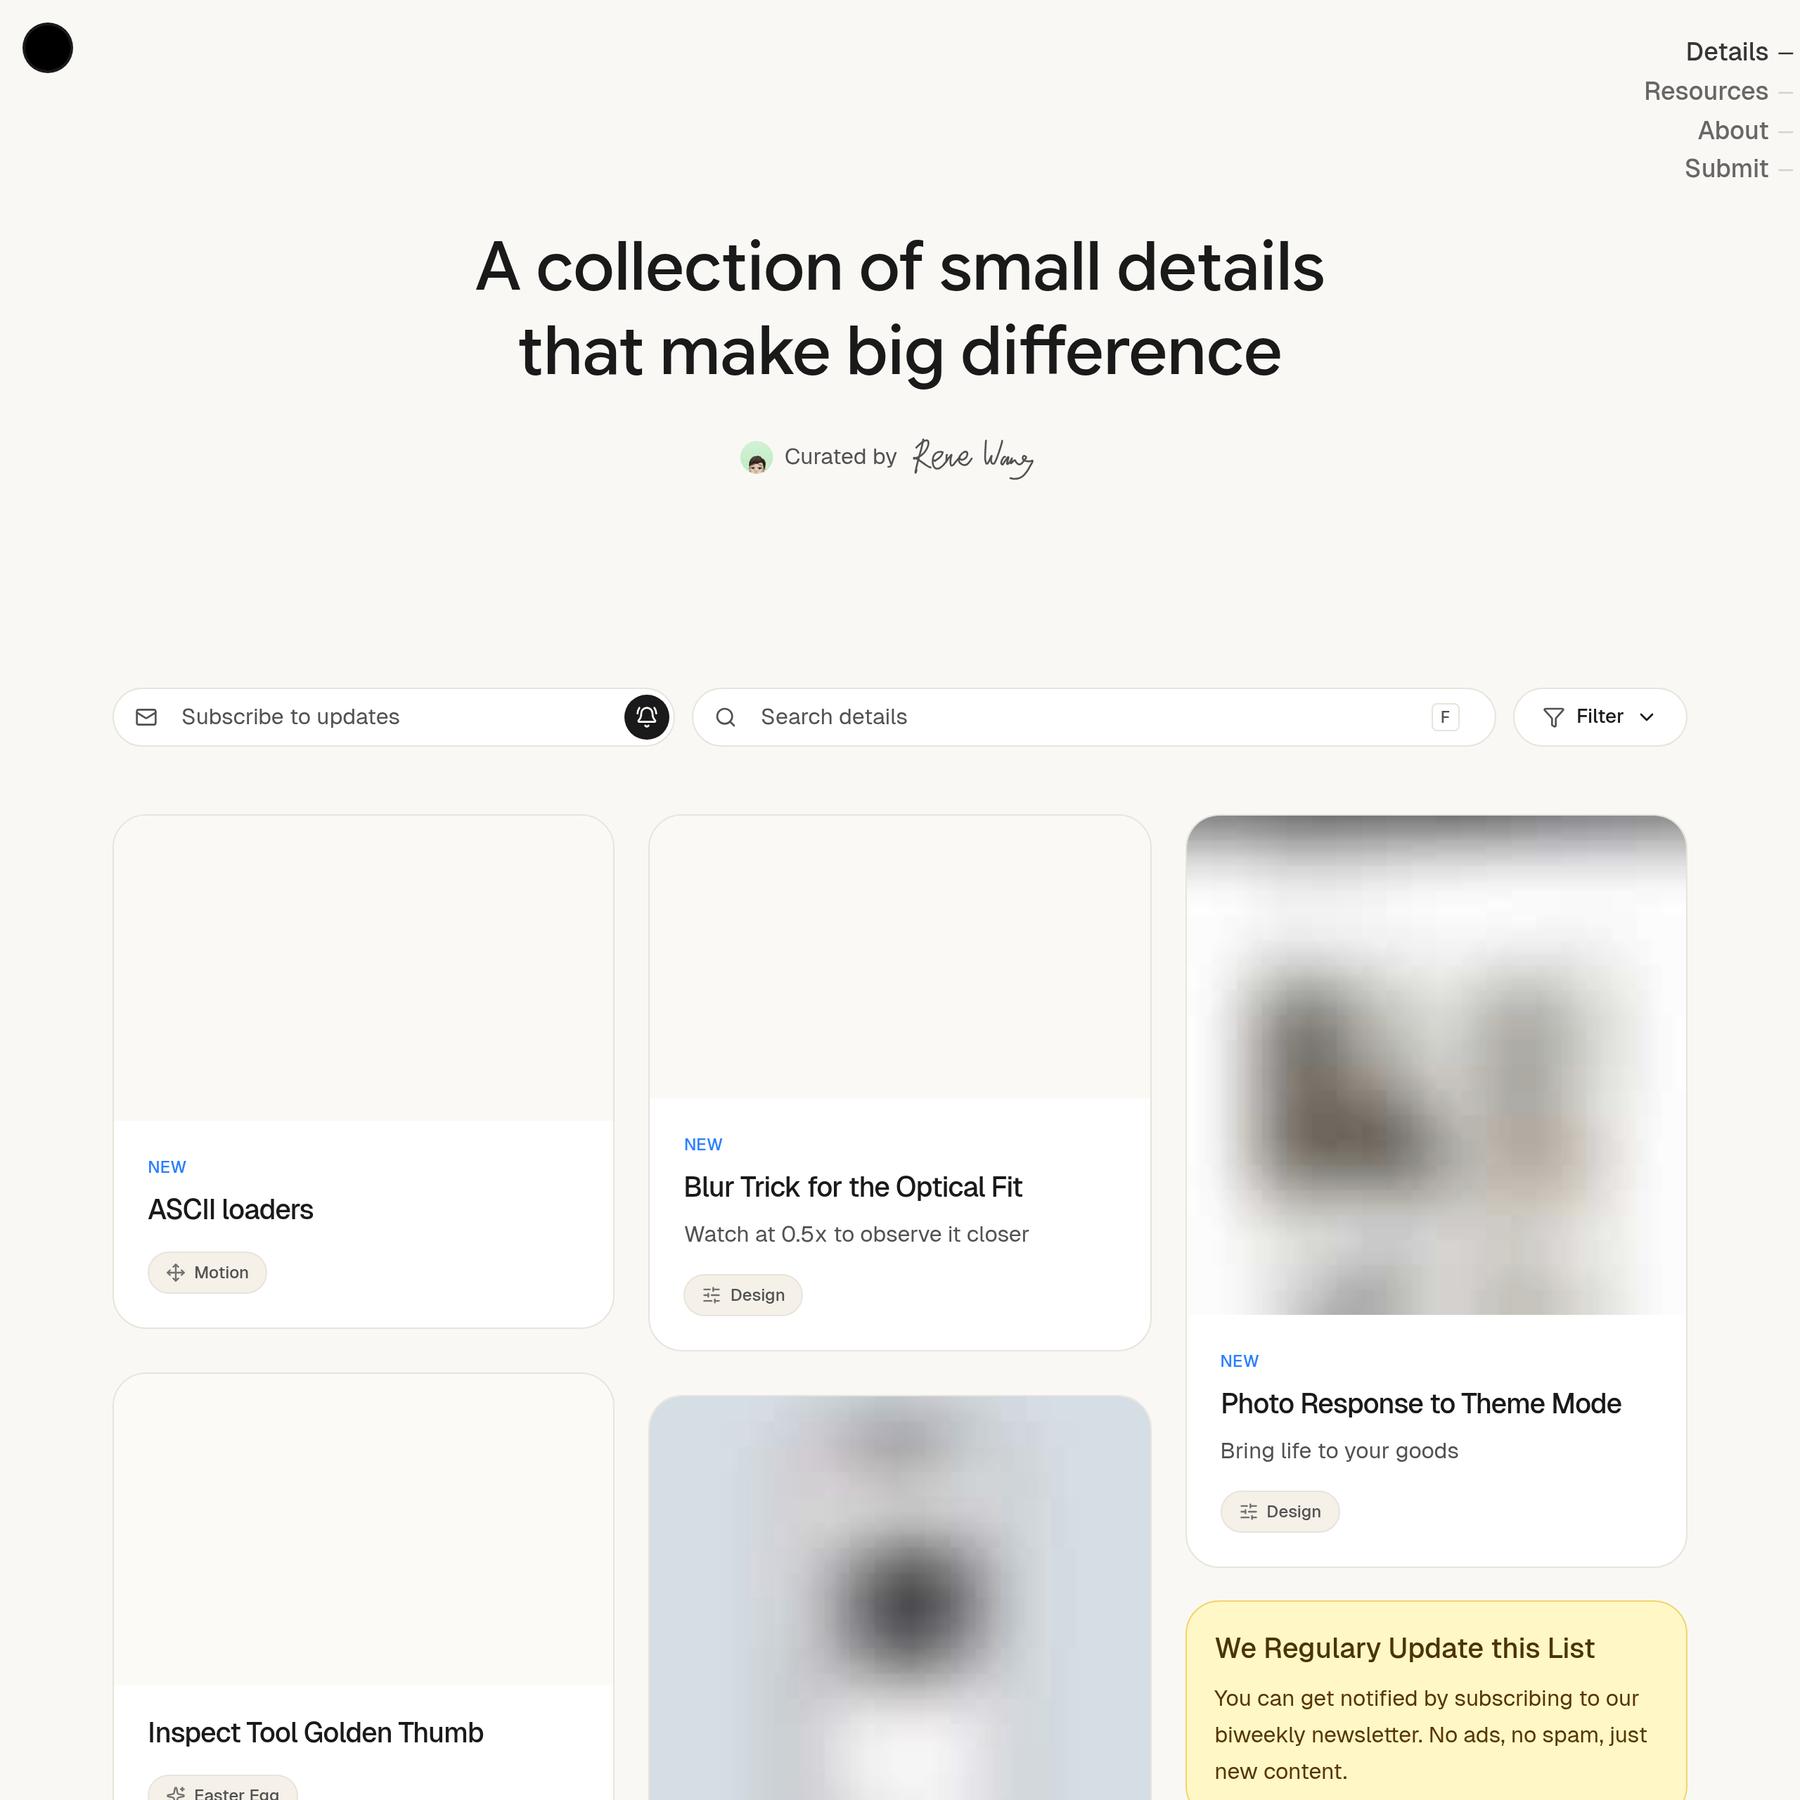 Details
Resources
About
Submit
A collection of small details
that make big difference
Curated by Rene Wang
Subscribe to updates
Search details
F
Filter
NEW
ASCII loaders
Motion
NEW
Blur Trick for the Optical Fit
Watch at 0.5x to observe it closer
Design
NEW
Photo Response to Theme Mode
Bring life to your goods
Design
Inspect Tool Golden Thumb
Easter Egg
We Regulary Update this List
You can get notified by subscribing to our
biweekly newsletter. No ads, no spam, just
new content.